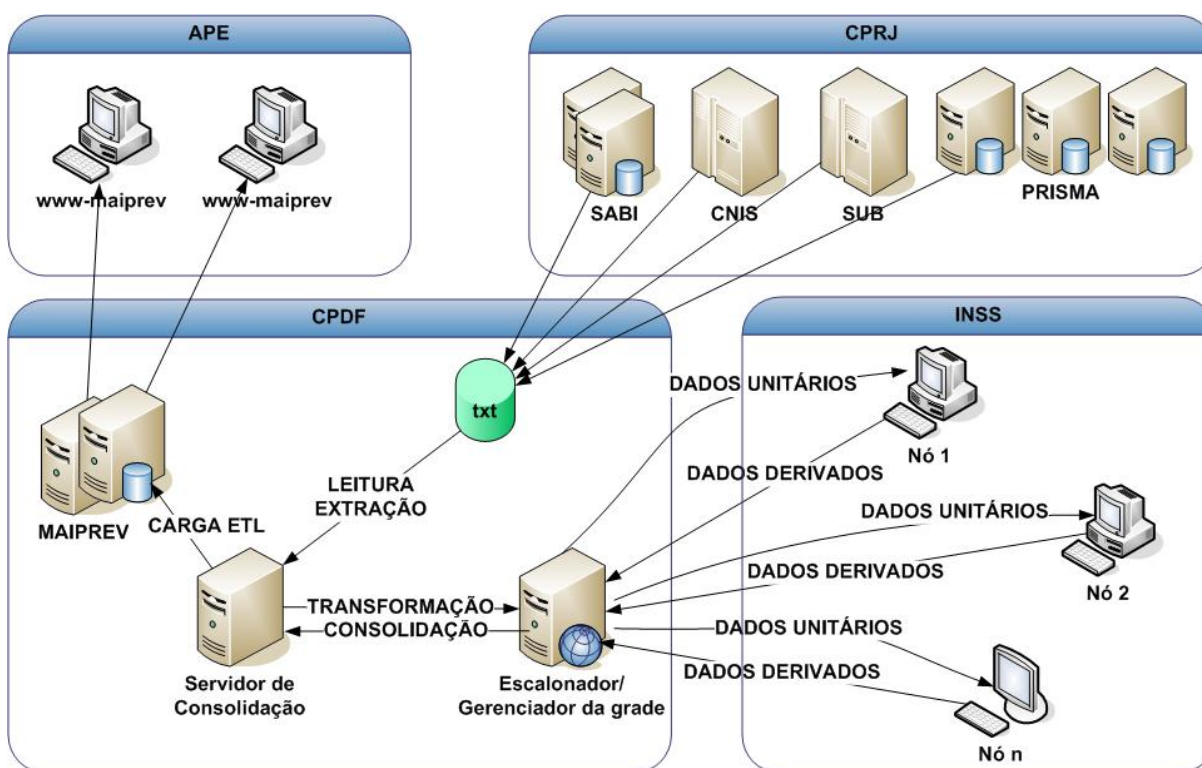 APE
www-maiprev
www-maiprev
CPRJ
SABI
CNIS
SUB
PRISMA
CPDF
txt
LEITURA
EXTRAÇÃO
MAIPREV
CARGA ETL
TRANSFORMAÇÃO
CONSOLIDAÇÃO
Servidor de
Consolidação
Escalonador/
Gerenciador da grade
INSS
DADOS UNITÁRIOS
DADOS DERIVADOS
Nó 1
DADOS UNITÁRIOS
DADOS DERIVADOS
Nó 2
DADOS UNITÁRIOS
DADOS DERIVADOS
Nó n